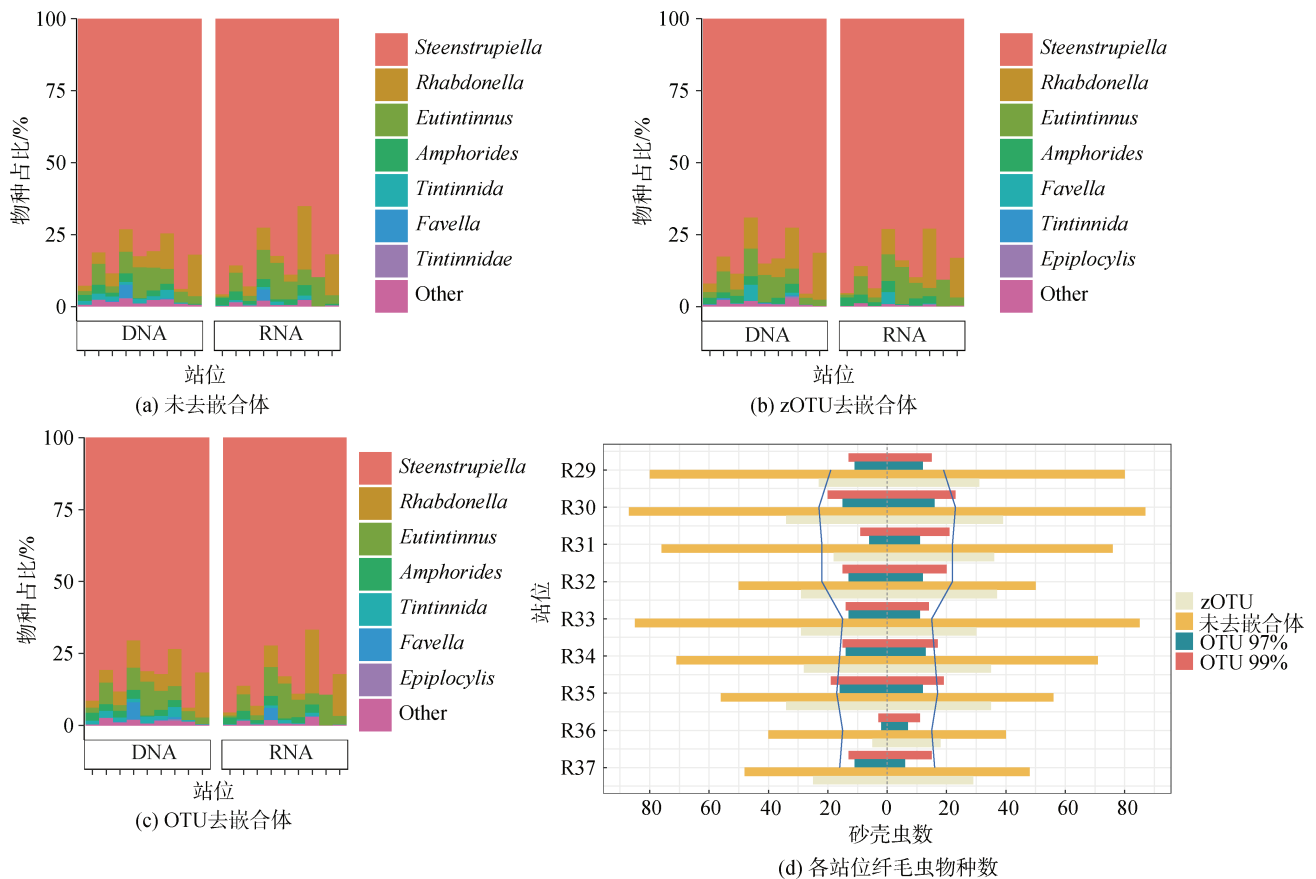 100
75
50
25
0
物种占比/%
DNA
RNA
站位
Steenstrupiella
Rhabdonella
Eutintinnus
Amphorides
Tintinnida
Favella
Tintinnidae
Other
(a) 未去嵌合体
100
75
50
25
0
物种占比/%
DNA
RNA
站位
Steenstrupiella
Rhabdonella
Eutintinnus
Amphorides
Favella
Tintinnida
Epiplocylis
Other
(b) zOTU去嵌合体
100
75
50
25
0
物种占比/%
DNA
RNA
站位
Steenstrupiella
Rhabdonella
Eutintinnus
Amphorides
Tintinnida
Favella
Epiplocylis
Other
(c) OTU去嵌合体
站位
R29
R30
R31
R32
R33
R34
R35
R36
R37
80 60 40 20 0 20 40 60 80
砂壳虫数
zOTU
未去嵌合体
OTU 97%
OTU 99%
(d) 各站位纤毛虫物种数